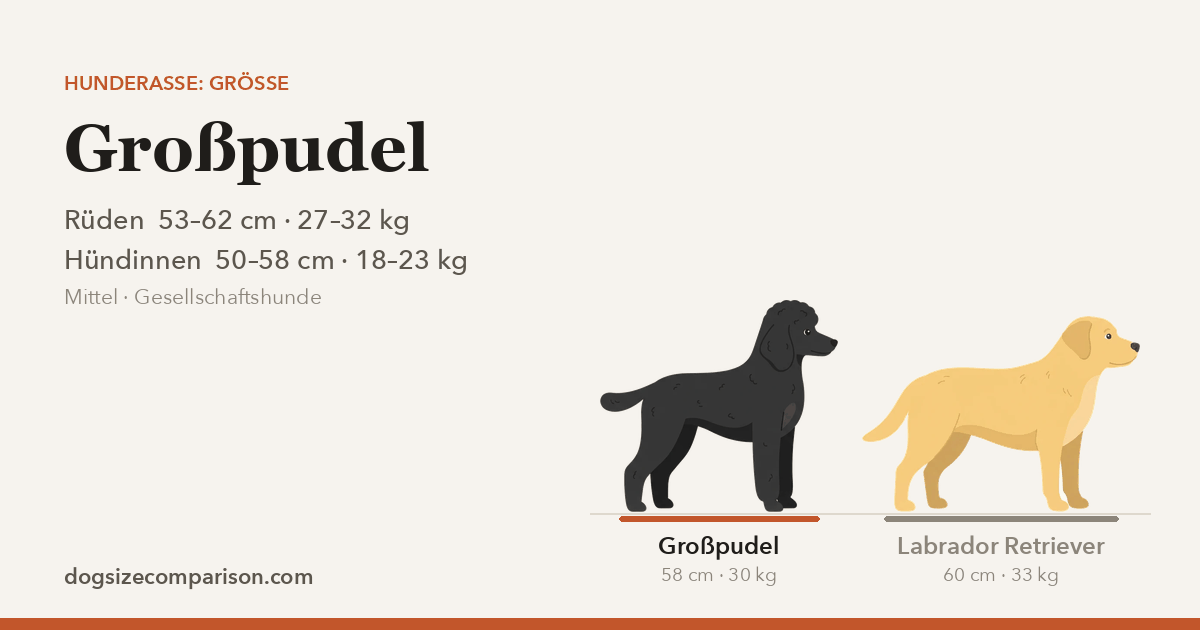 HUNDERASSE: GRÖSSE
Großpudel
Rüden 53–62 cm · 27–32 kg
Hündinnen 50–58 cm · 18–23 kg
Mittel · Gesellschaftshunde
Großpudel
58 cm · 30 kg
Labrador Retriever
60 cm · 33 kg
dogsizecomparison.com